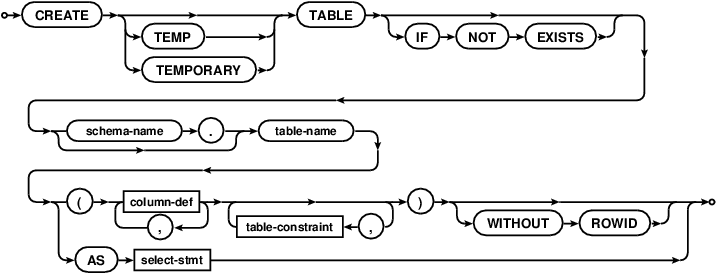 CREATE TABLE
TEMP IF NOT EXISTS
TEMPORARY
schema-name . table-name
( column-def )
, table-constraint , WITHOUT ROWID
AS select-stmt